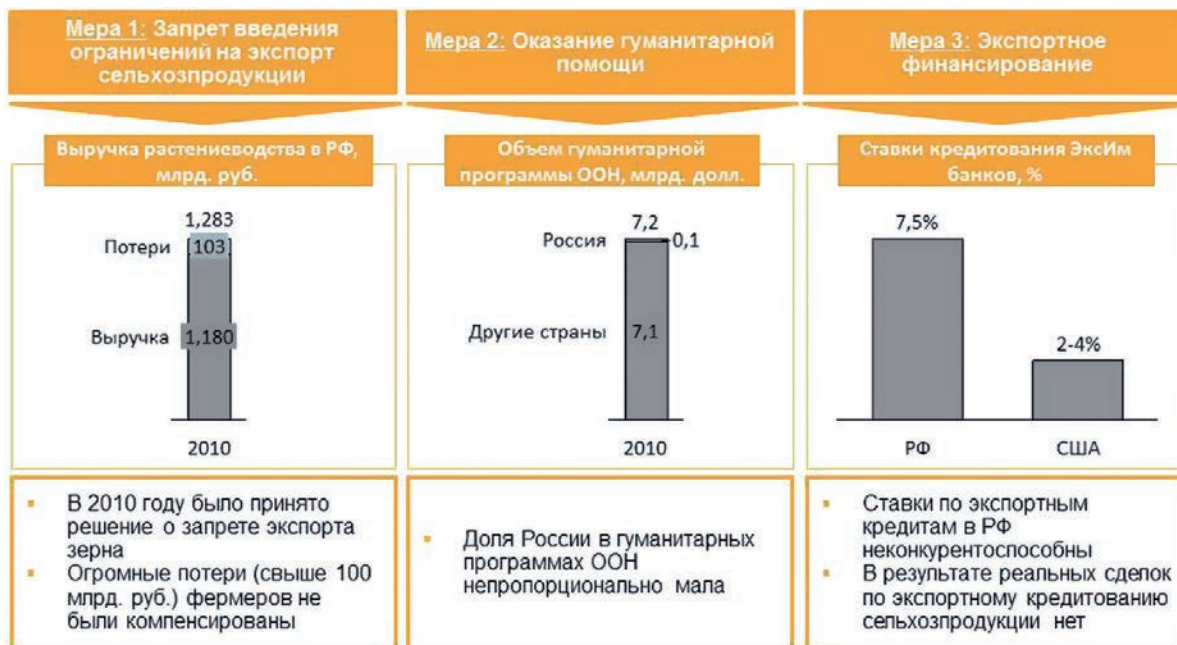 Мера 1: Запрет введения
ограничений на экспорт
сельхозпродукции
Выручка растениеводства в РФ,
млрд. руб.
1,283
Потери
103
Выручка
1,180
2010
В 2010 году было принято
решение о запрете экспорта
зерна
Огромные потери (свыше 100
млрд. руб.) фермеров не
были компенсированы
Мера 2: Оказание гуманитарной
помощи
Объем гуманитарной
программы ООН, млрд. долл.
7,2
Россия
0,1
Другие страны
7,1
2010
Доля России в гуманитарных
программах ООН
непропорционально мала
Мера 3: Экспортное
финансирование
Ставки кредитования ЭксИм
банков, %
7,5%
2-4%
РФ
США
Ставки по экспортным
кредитам в РФ
неконкурентоспособны
В результате реальных сделок
по экспортному кредитованию
сельхозпродукции нет